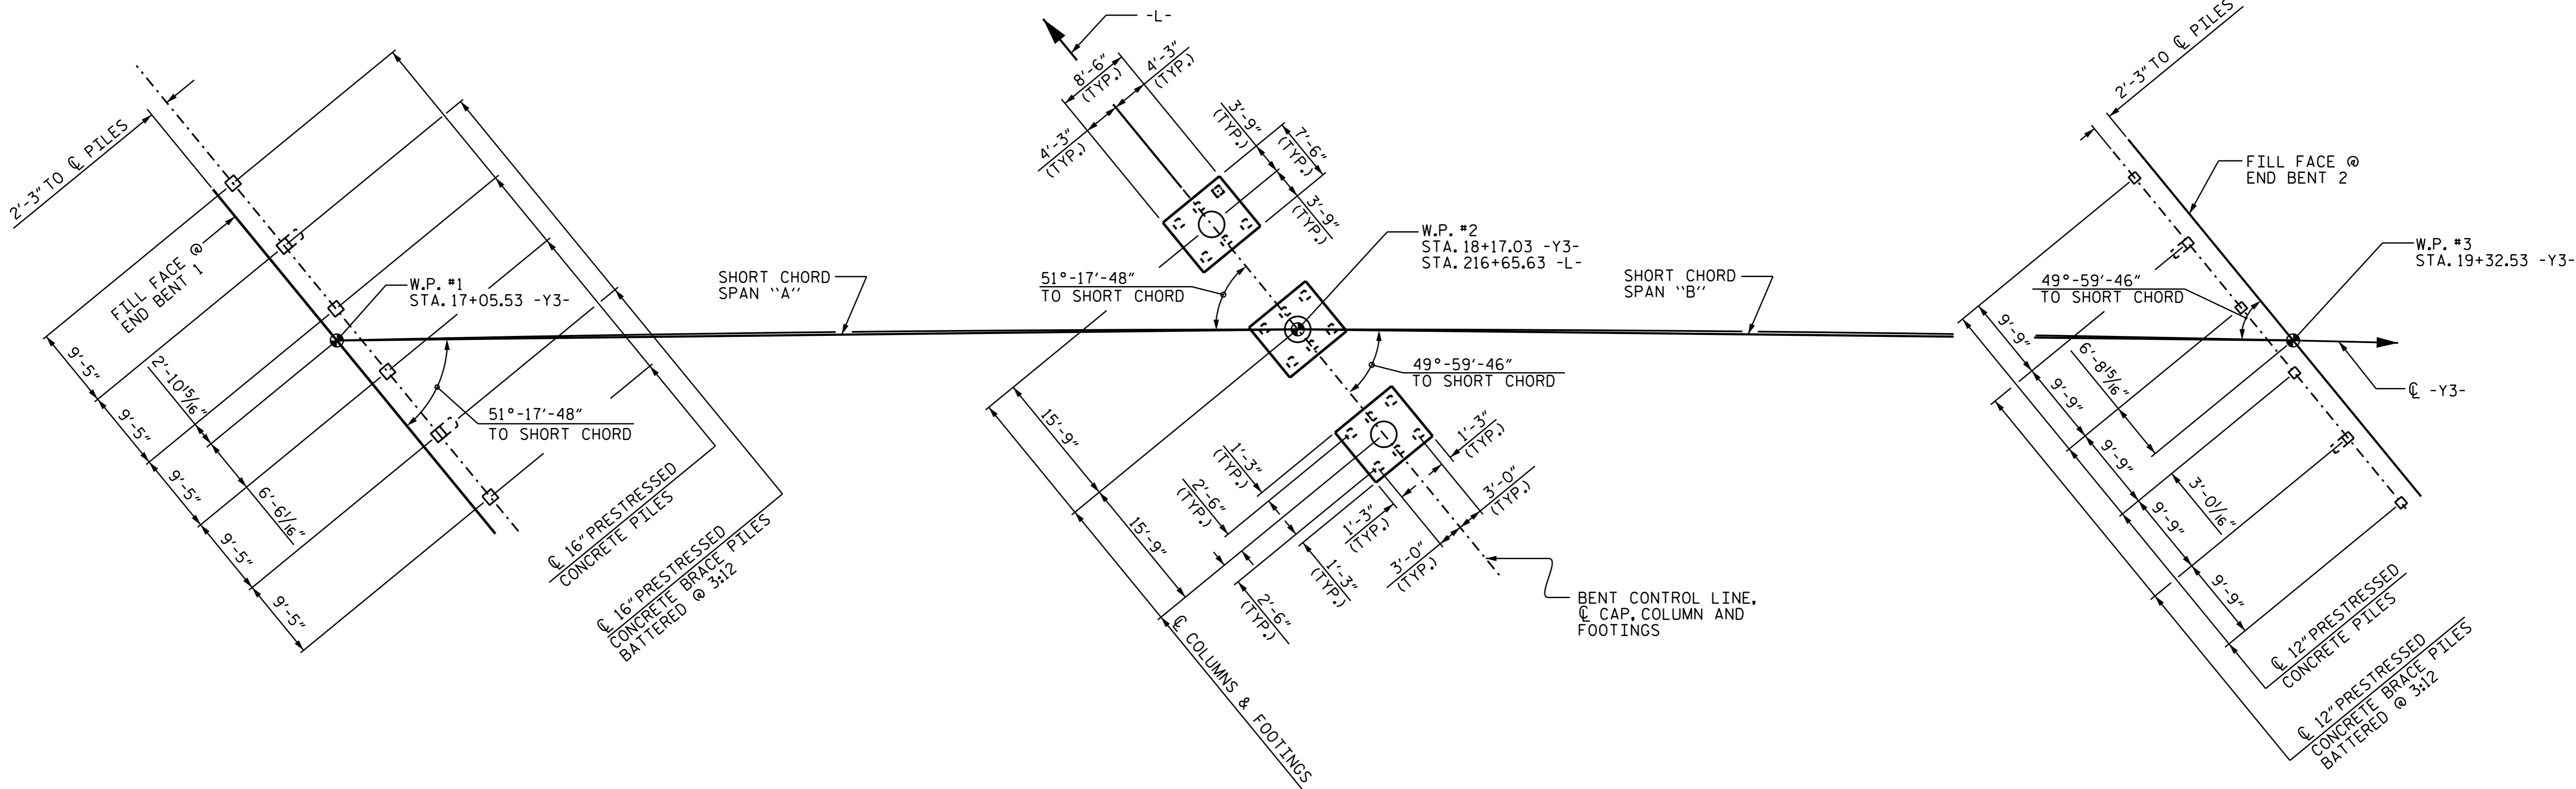 2'-3" TO ℄ PILES
FILL FACE @
END BENT 1
W.P. #1
STA. 17+05.53 -Y3-
51°-17'-48"
TO SHORT CHORD
9'-5"
9'-5"
9'-5"
9'-5"
9'-5"
2'-10 15/16"
6'-6 1/16"
℄ 16" PRESTRESSED
CONCRETE PILES
℄ 16" PRESTRESSED
CONCRETE BRACE PILES
BATTERED @ 3:12
SHORT CHORD
SPAN "A"
-L-
8'-6"
(TYP.)
4'-3"
(TYP.)
4'-3"
(TYP.)
3'-9"
(TYP.)
7'-6"
(TYP.)
3'-9"
(TYP.)
51°-17'-48"
TO SHORT CHORD
W.P. #2
STA. 18+17.03 -Y3-
STA. 216+65.63 -L-
49°-59'-46"
TO SHORT CHORD
15'-9"
15'-9"
1'-3"
(TYP.)
2'-6"
(TYP.)
1'-3"
(TYP.)
3'-0"
(TYP.)
1'-3"
(TYP.)
3'-0"
(TYP.)
1'-3"
(TYP.)
2'-6"
(TYP.)
℄ COLUMNS & FOOTINGS
BENT CONTROL LINE,
℄ CAP, COLUMN AND
FOOTINGS
SHORT CHORD
SPAN "B"
2'-3" TO ℄ PILES
FILL FACE @
END BENT 2
W.P. #3
STA. 19+32.53 -Y3-
49°-59'-46"
TO SHORT CHORD
℄ -Y3-
9'-9"
9'-9"
9'-9"
9'-9"
9'-9"
6'-8 15/16"
3'-0 1/16"
℄ 12" PRESTRESSED
CONCRETE PILES
℄ 12" PRESTRESSED
CONCRETE BRACE PILES
BATTERED @ 3:12